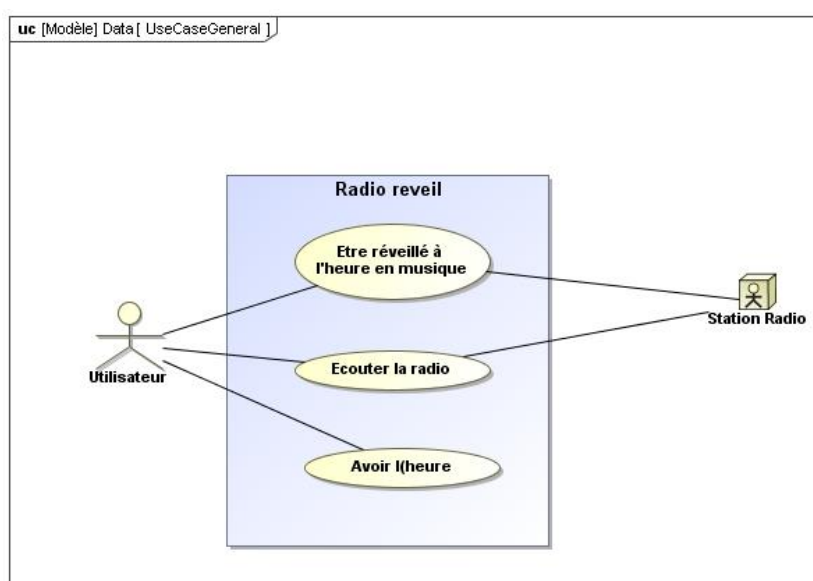 uc [Modèle] Data [ UseCaseGeneral ]
Radio reveil
Etre réveillé à
l'heure en musique
Station Radio
Ecouter la radio
Utilisateur
Avoir l(heure